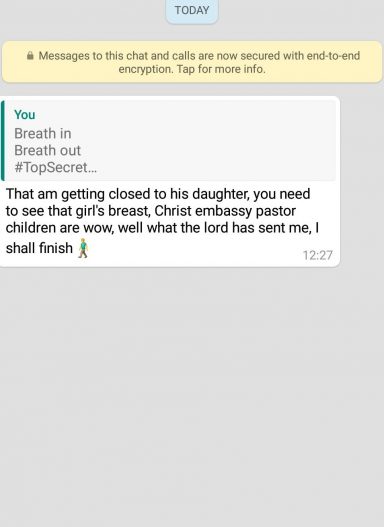 TODAY
Messages to this chat and calls are now secured with end-to-end
encryption. Tap for more info.
You
Breath in
Breath out
#TopSecret...
That am getting closed to his daughter, you need
to see that girl's breast, Christ embassy pastor
children are wow, well what the lord has sent me, I
shall finish
12:27